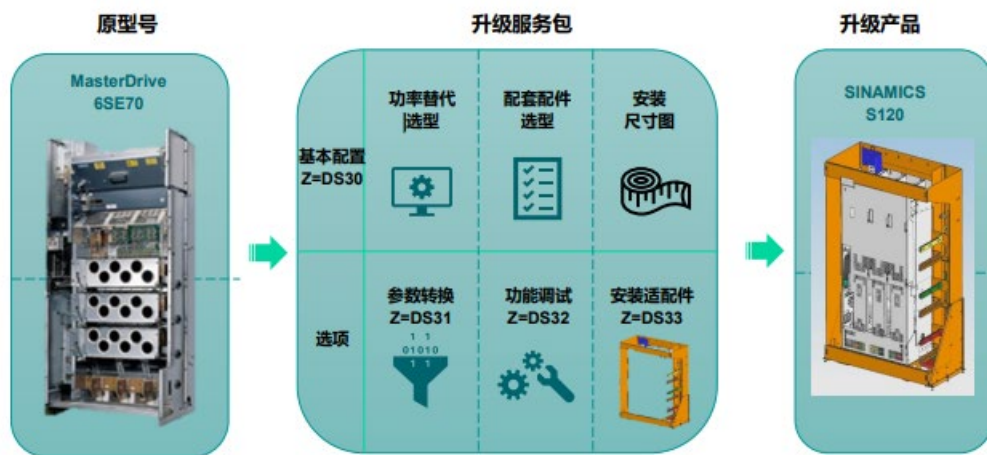 原型号
升级服务包
升级产品
MasterDrive
6SE70
功率替代
|选型
配套配件
选型
安装
尺寸图
基本配置
Z=DS30
SINAMICS
S120
选项
参数转换
Z=DS31
功能调试
Z=DS32
安装适配件
Z=DS33
1 1
01010
1 1